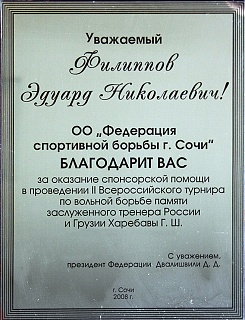 Уважаемый
Филиппов
Эдуард Николаевич!
ОО „Федерация
спортивной борьбы г. Сочи"
БЛАГОДАРИТ ВАС
за оказание спонсорской помощи
в проведении II Всероссийского турнира
по вольной борьбе памяти
заслуженного тренера России
и Грузии Харебавы Г. Ш.
С уважением,
президент Федерации Двалишвили Д. Д.
г. Сочи
2008 г.